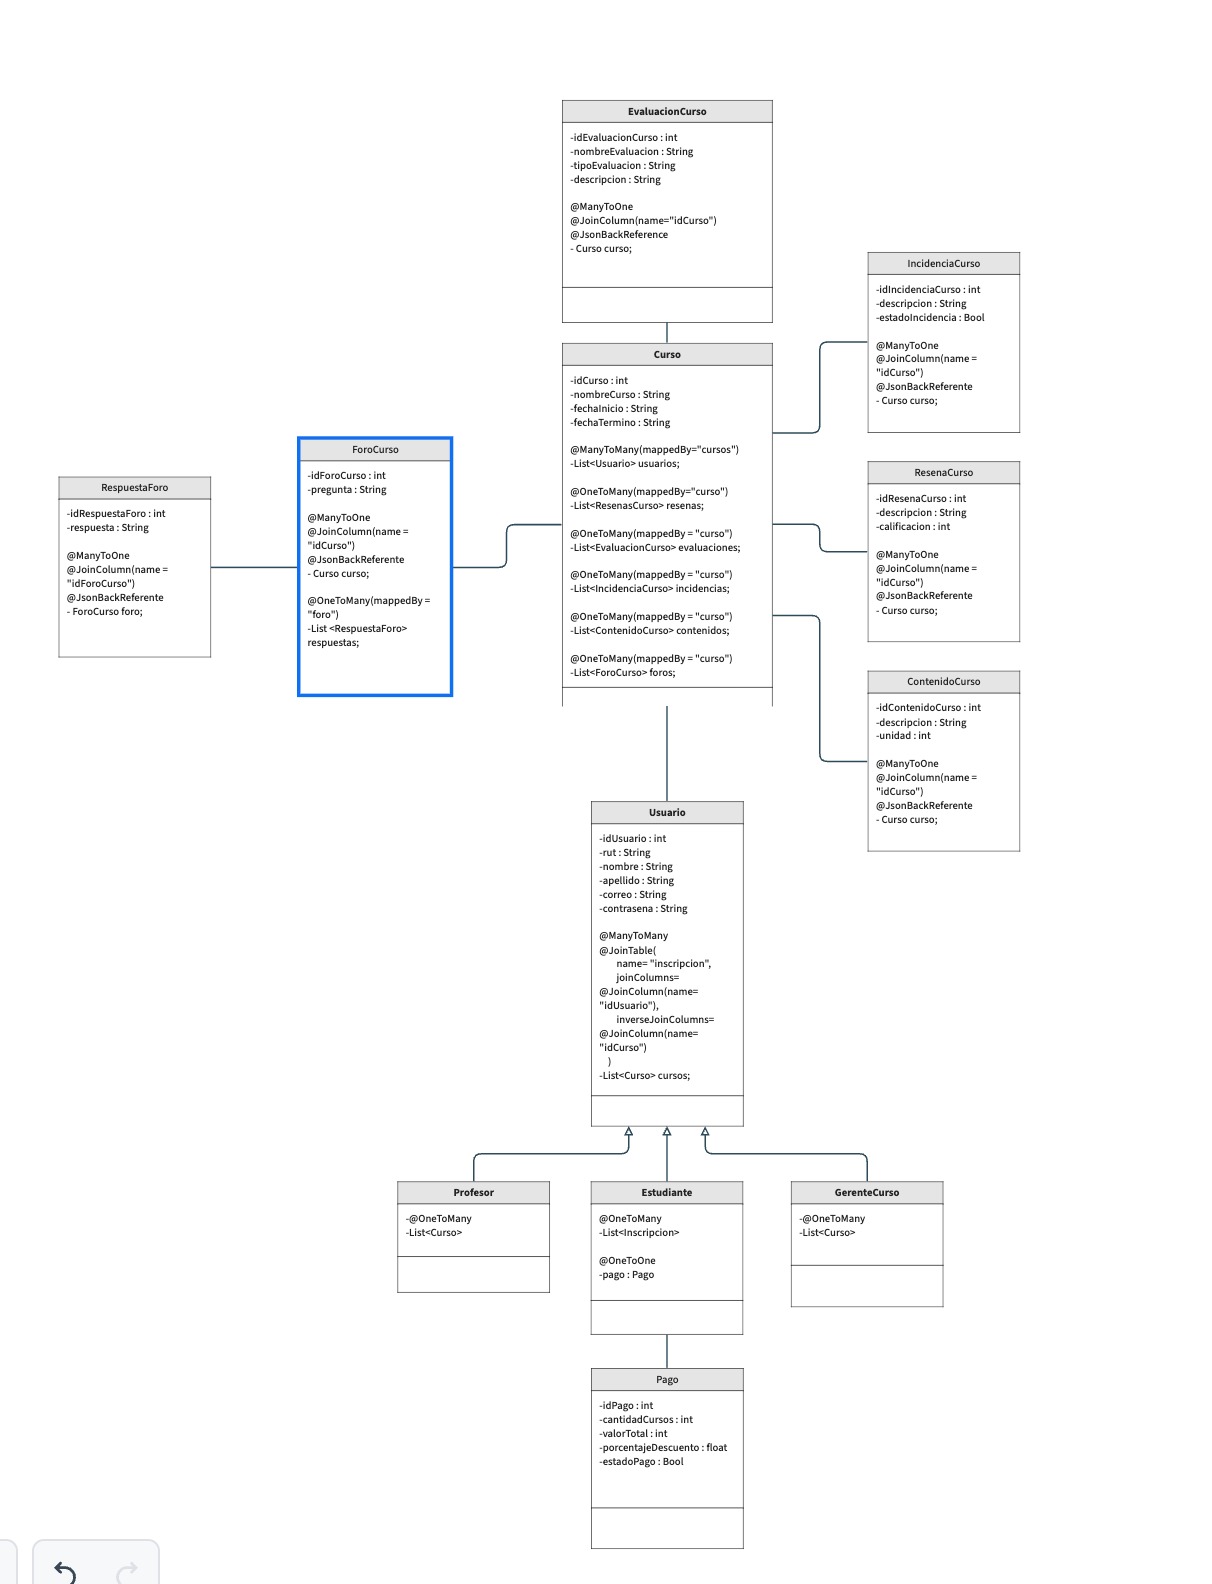 EvaluacionCurso
-idEvaluacionCurso : int
-nombreEvaluacion : String
-tipoEvaluacion : String
-descripcion : String
@ManyToOne
@JoinColumn(name="idCurso")
@JsonBackReference
- Curso curso;
IncidenciaCurso
-idIncidenciaCurso : int
-descripcion : String
-estadoIncidencia : Bool
@ManyToOne
@JoinColumn(name =
"idCurso")
@JsonBackReferente
- Curso curso;
Curso
-idCurso : int
-nombreCurso : String
-fechaInicio : String
-fechaTermino : String
@ManyToMany(mappedBy="cursos")
-List<Usuario> usuarios;
@OneToMany(mappedBy="curso")
-List<ResenasCurso> resenas;
@OneToMany(mappedBy = "curso")
-List<EvaluacionCurso> evaluaciones;
@OneToMany(mappedBy = "curso")
-List<IncidenciaCurso> incidencias;
@OneToMany(mappedBy = "curso")
-List<ContenidoCurso> contenidos;
@OneToMany(mappedBy = "curso")
-List<ForoCurso> foros;
ForoCurso
-idForoCurso : int
-pregunta : String
@ManyToOne
@JoinColumn(name =
"idCurso")
@JsonBackReferente
- Curso curso;
@OneToMany(mappedBy =
"foro")
-List <RespuestaForo>
respuestas;
RespuestaForo
-idRespuestaForo : int
-respuesta : String
@ManyToOne
@JoinColumn(name =
"idForoCurso")
@JsonBackReferente
- ForoCurso foro;
ResenaCurso
-idResenaCurso : int
-descripcion : String
-calificacion : int
@ManyToOne
@JoinColumn(name =
"idCurso")
@JsonBackReferente
- Curso curso;
ContenidoCurso
-idContenidoCurso : int
-descripcion : String
-unidad : int
@ManyToOne
@JoinColumn(name =
"idCurso")
@JsonBackReferente
- Curso curso;
Usuario
-idUsuario : int
-rut : String
-nombre : String
-apellido : String
-correo : String
-contrasena : String
@ManyToMany
@JoinTable(
name= "inscripcion",
joinColumns=
@JoinColumn(name=
"idUsuario"),
inverseJoinColumns=
@JoinColumn(name=
"idCurso")
)
-List<Curso> cursos;
Profesor
-@OneToMany
-List<Curso>
Estudiante
@OneToMany
-List<Inscripcion>
@OneToOne
-pago : Pago
GerenteCurso
-@OneToMany
-List<Curso>
Pago
-idPago : int
-cantidadCursos : int
-valorTotal : int
-porcentajeDescuento : float
-estadoPago : Bool